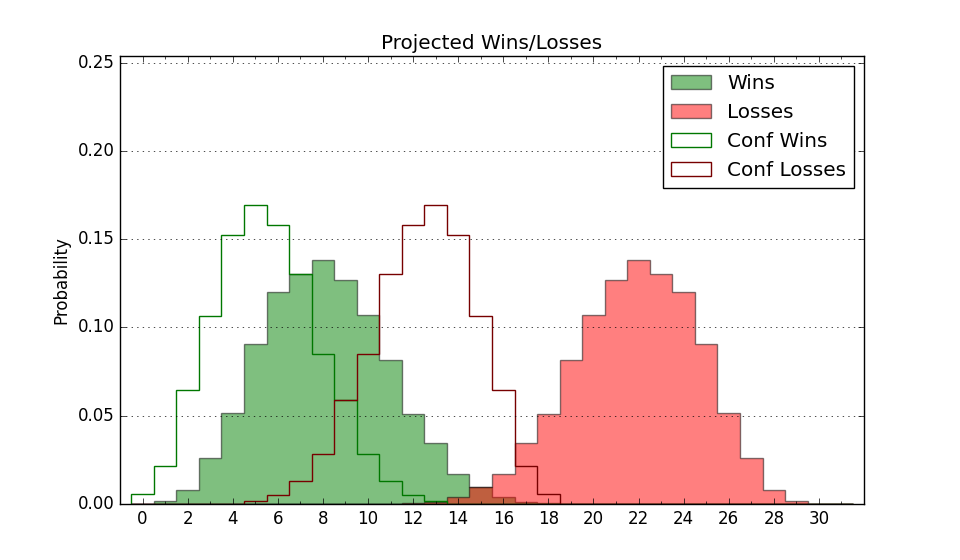 Projected Wins/Losses
0.25
0.20
0.15
0.10
0.05
0.00
Probability
Wins
Losses
Conf Wins
Conf Losses
0 2 4 6 8 10 12 14 16 18 20 22 24 26 28 30